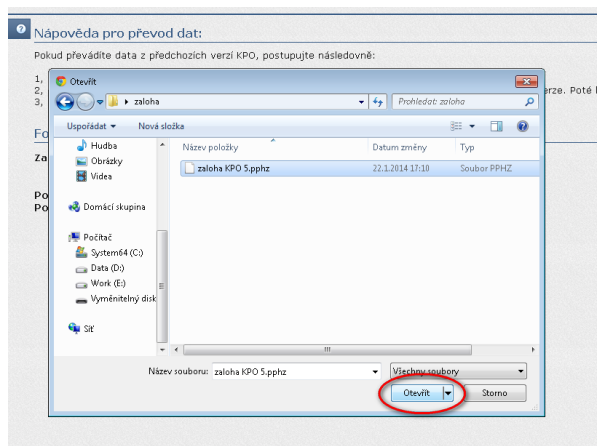 Nápověda pro převod dat:
Pokud převádíte data z předchozích verzí KPO, postupujte následovně:
1,
2,
erze. Poté
3,
Fo
Za
Po
Po
Otevřít
zaloha
Prohledat: zaloha
Uspořádat
Nová složka
Název položky
Datum změny
Typ
Hudba
Obrázky
Videa
Domácí skupina
Počítač
System64 (C:)
Data (D:)
Work (E:)
Vyměnitelný disk
Síť
zaloha KPO 5.pphz
22.1.2014 17:10
Soubor PPHZ
Název souboru:
zaloha KPO 5.pphz
Všechny soubory
Otevřít
Storno